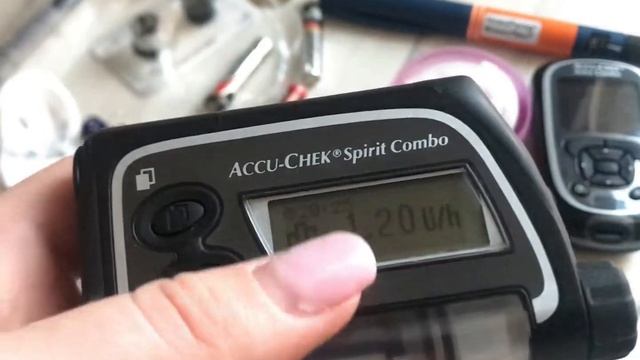 ACCU-CHEK® Spirit Combo
1.20 U/h